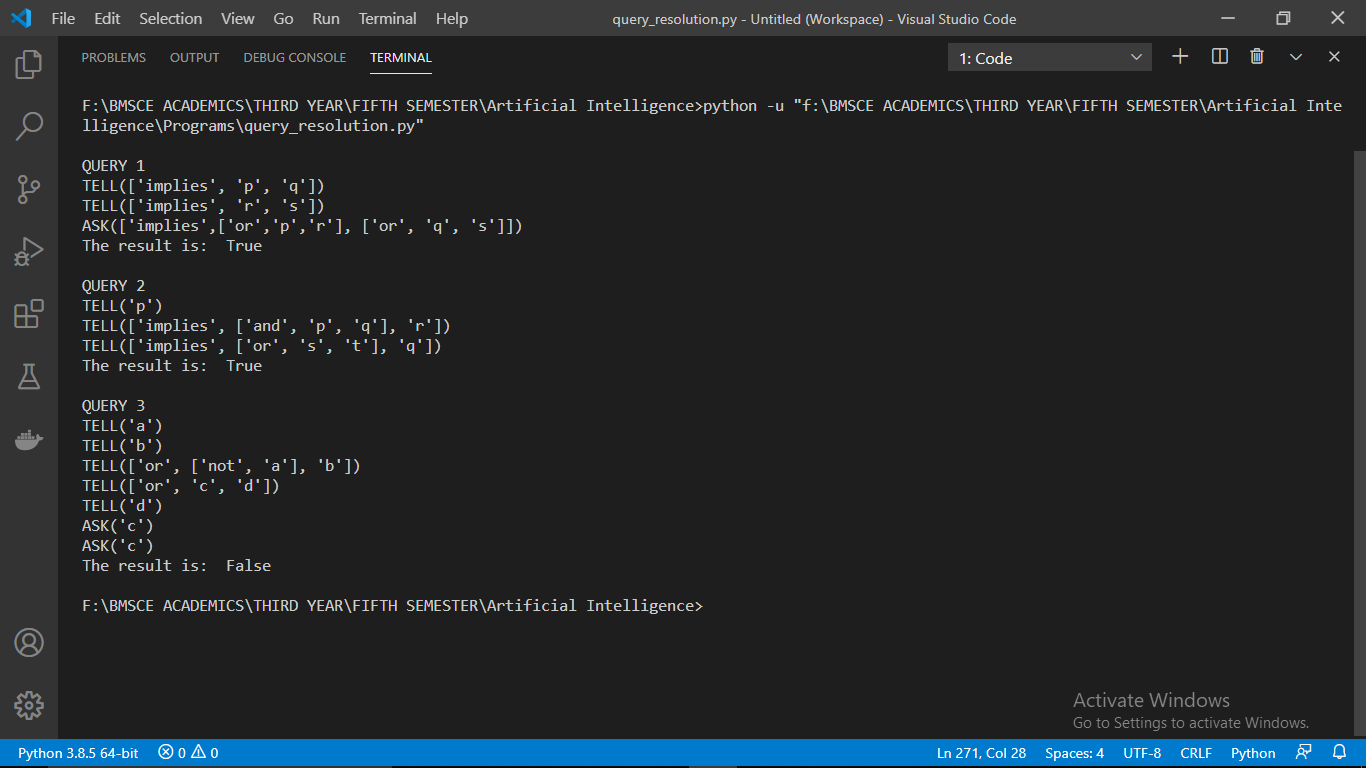 File Edit Selection View Go Run Terminal Help query_resolution.py - Untitled (Workspace) - Visual Studio Code
PROBLEMS OUTPUT DEBUG CONSOLE TERMINAL 1: Code
F:\BMSCE ACADEMICS\THIRD YEAR\FIFTH SEMESTER\Artificial Intelligence>python -u "f:\BMSCE ACADEMICS\THIRD YEAR\FIFTH SEMESTER\Artificial Inte
lligence\Programs\query_resolution.py"
QUERY 1
TELL(['implies', 'p', 'q'])
TELL(['implies', 'r', 's'])
ASK(['implies',['or','p','r'], ['or', 'q', 's']])
The result is:  True
QUERY 2
TELL('p')
TELL(['implies', ['and', 'p', 'q'], 'r'])
TELL(['implies', ['or', 's', 't'], 'q'])
The result is:  True
QUERY 3
TELL('a')
TELL('b')
TELL(['or', ['not', 'a'], 'b'])
TELL(['or', 'c', 'd'])
TELL('d')
ASK('c')
ASK('c')
The result is:  False
F:\BMSCE ACADEMICS\THIRD YEAR\FIFTH SEMESTER\Artificial Intelligence>
Activate Windows
Go to Settings to activate Windows.
Python 3.8.5 64-bit 0 0 Ln 271, Col 28 Spaces: 4 UTF-8 CRLF Python